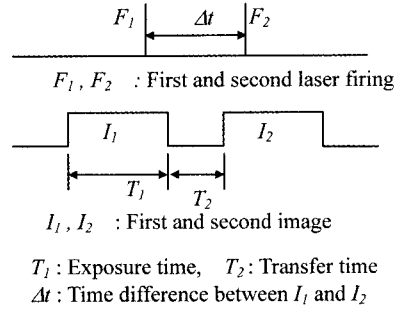 F1 Δt F2
F1 , F2 : First and second laser firing
I1 I2
T1 T2
I1 , I2 : First and second image
T1 : Exposure time, T2 : Transfer time
Δt : Time difference between I1 and I2